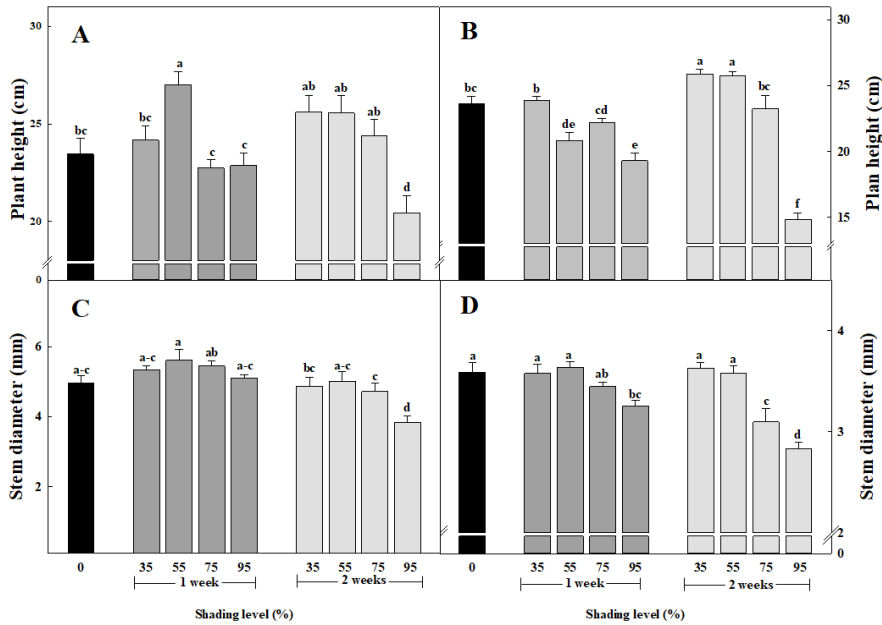 A
Plant height (cm)
30
25
20
0
bc
bc
a
c
c
ab
ab
ab
d
B
Plan height (cm)
30
25
20
15
bc
b
de
cd
e
a
a
bc
f
C
Stem diameter (mm)
6
4
2
a-c
a-c
a
ab
a-c
bc
a-c
c
d
D
Stem diameter (mm)
4
3
2
0
a
a
a
ab
bc
a
a
c
d
0 35 55 75 95 35 55 75 95
1 week 2 weeks
Shading level (%)
0 35 55 75 95 35 55 75 95
1 week 2 weeks
Shading level (%)